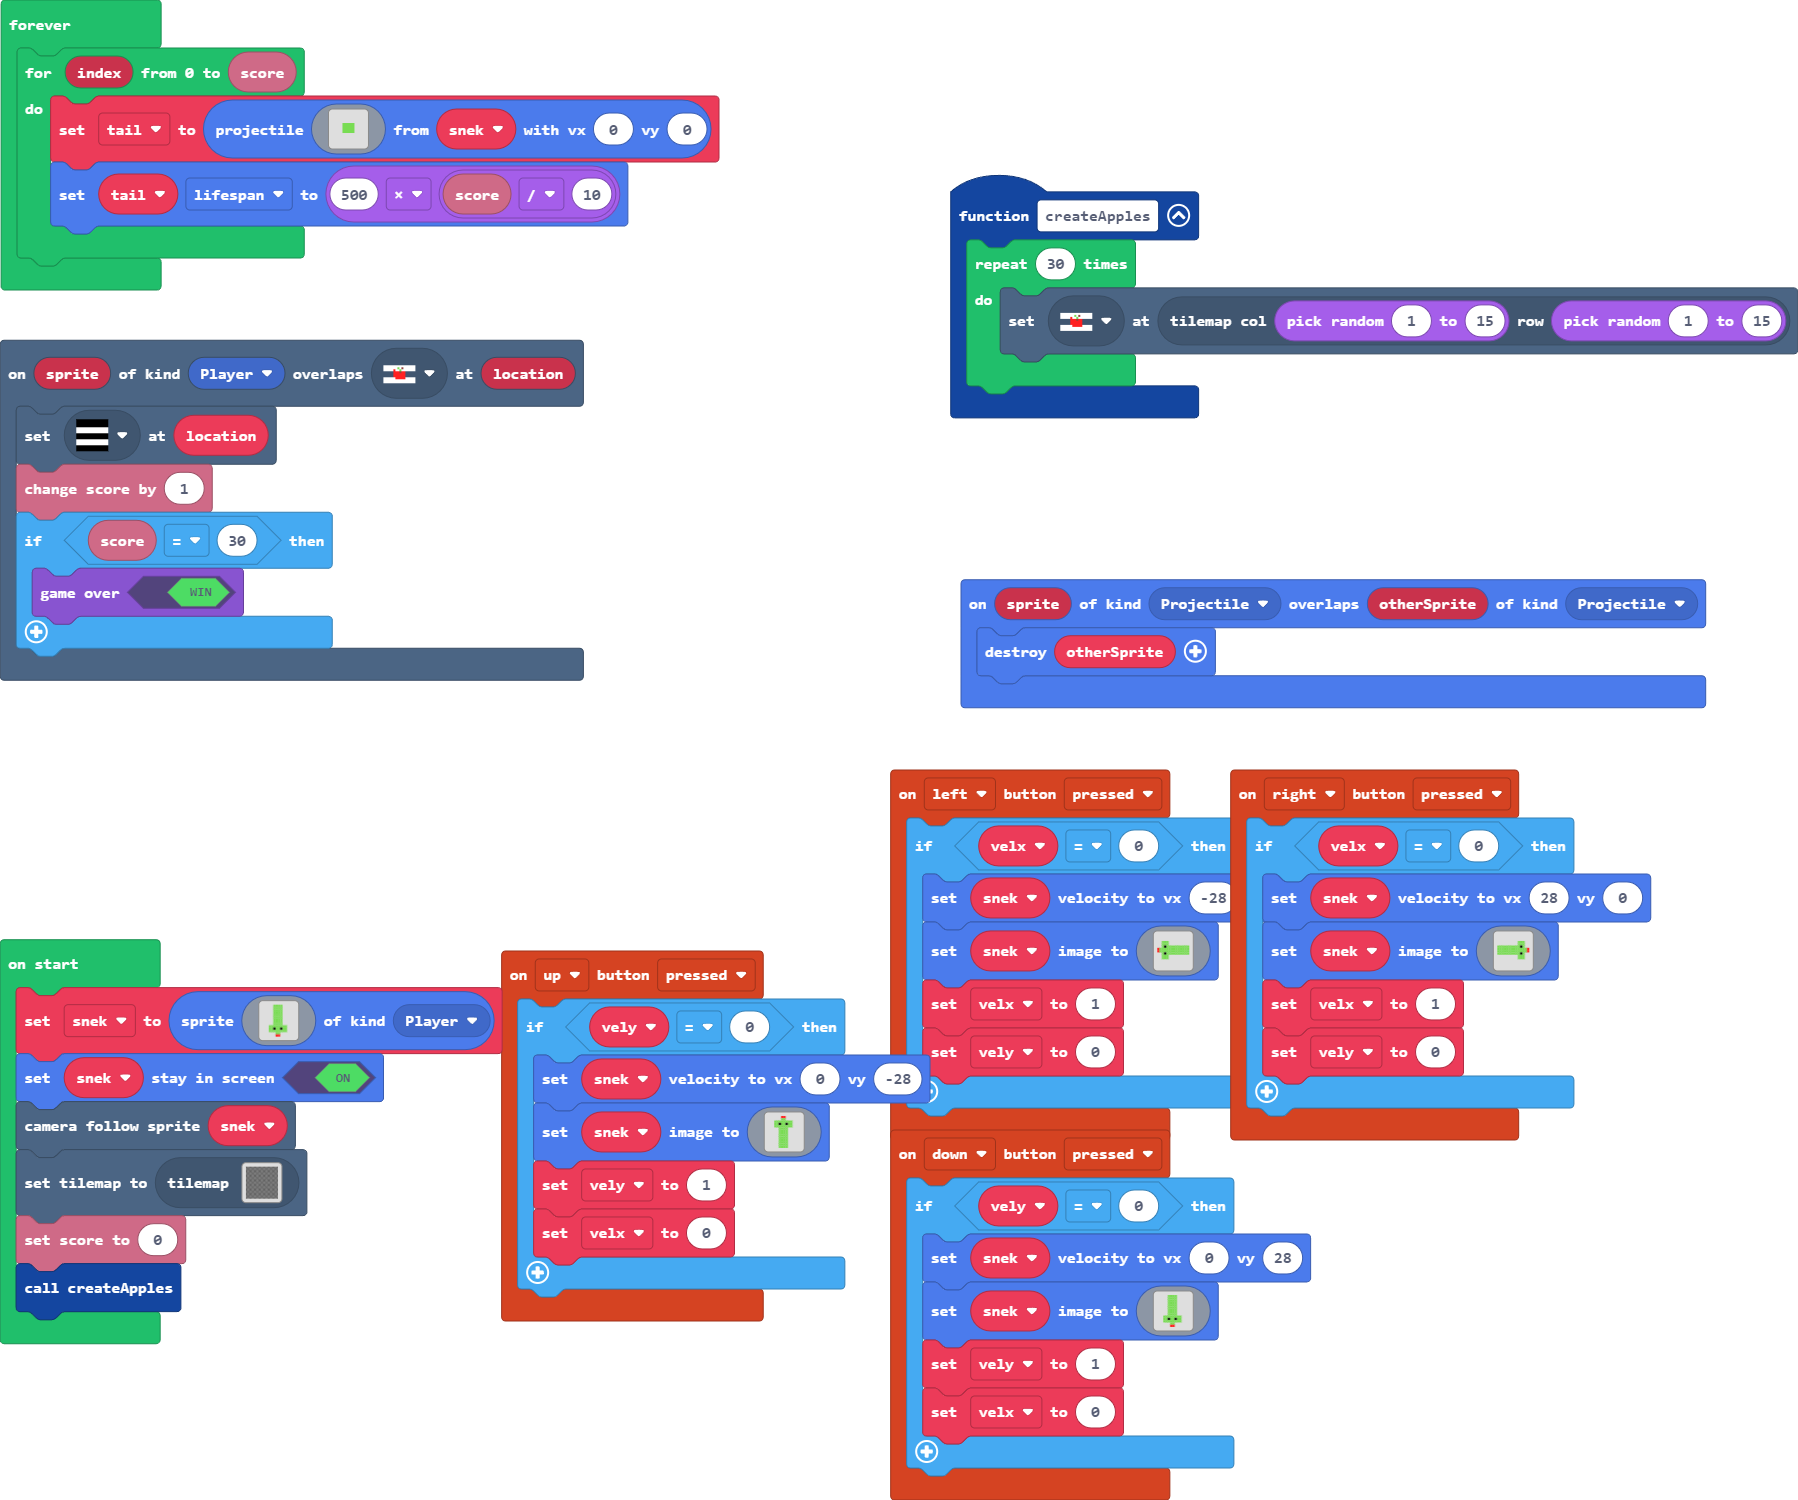 forever
for index from 0 to score
do
set tail to projectile from snek with vx 0 vy 0
set tail lifespan to 500 × score / 10
function createApples
repeat 30 times
do
set at tilemap col pick random 1 to 15 row pick random 1 to 15
on sprite of kind Player overlaps at location
set at location
change score by 1
if score = 30 then
game over WIN
on sprite of kind Projectile overlaps otherSprite of kind Projectile
destroy otherSprite
on left button pressed
if velx = 0 then
set snek velocity to vx -28
set snek image to
set velx to 1
set vely to 0
on right button pressed
if velx = 0 then
set snek velocity to vx 28 vy 0
set snek image to
set velx to 1
set vely to 0
on start
set snek to sprite of kind Player
set snek stay in screen ON
camera follow sprite snek
set tilemap to tilemap
set score to 0
call createApples
on up button pressed
if vely = 0 then
set snek velocity to vx 0 vy -28
set snek image to
set vely to 1
set velx to 0
on down button pressed
if vely = 0 then
set snek velocity to vx 0 vy 28
set snek image to
set vely to 1
set velx to 0